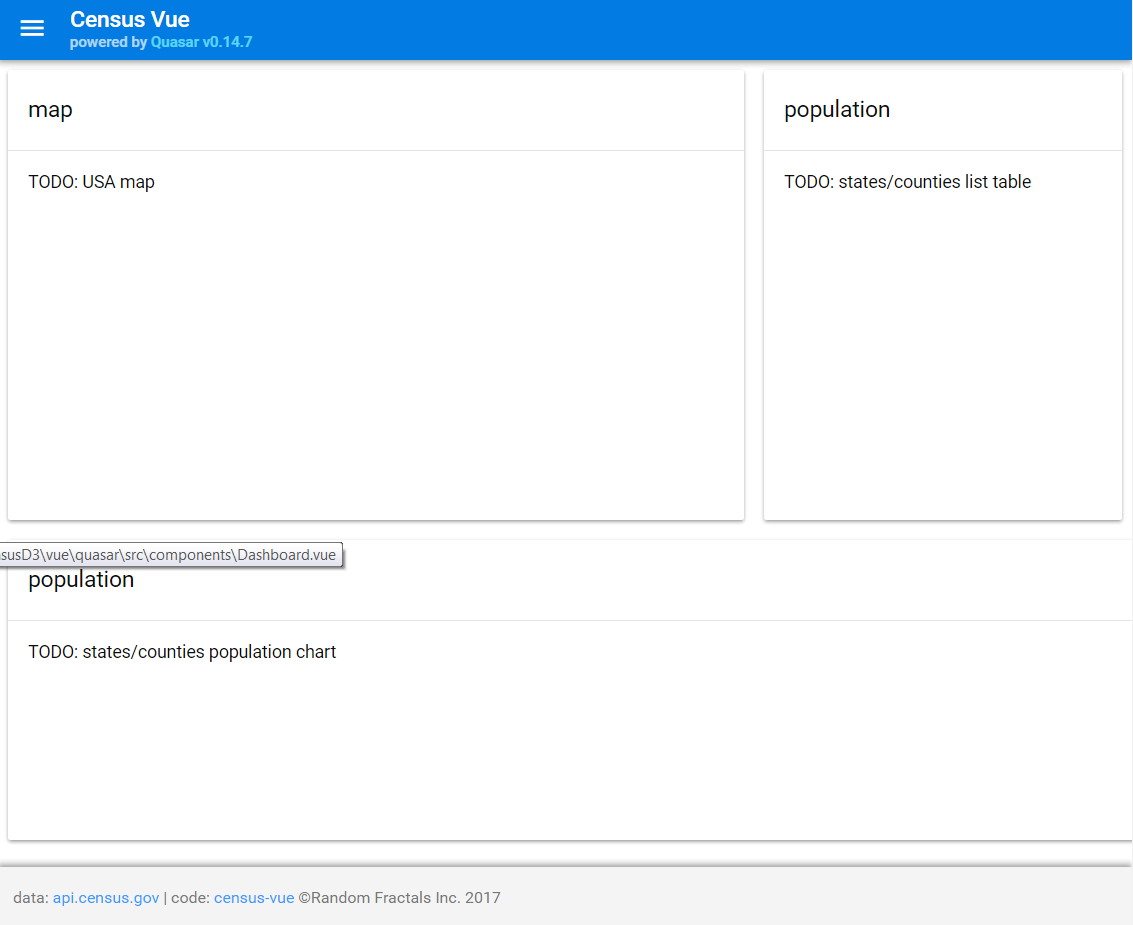 Census Vue
powered by Quasar v0.14.7
map
population
TODO: USA map
TODO: states/counties list table
susD3\vue\quasar\src\components\Dashboard.vue
population
TODO: states/counties population chart
data: api.census.gov | code: census-vue ©Random Fractals Inc. 2017